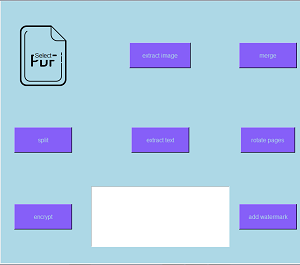 Select
PDF
extract image
merge
split
extract text
rotate pages
encrypt
add watermark